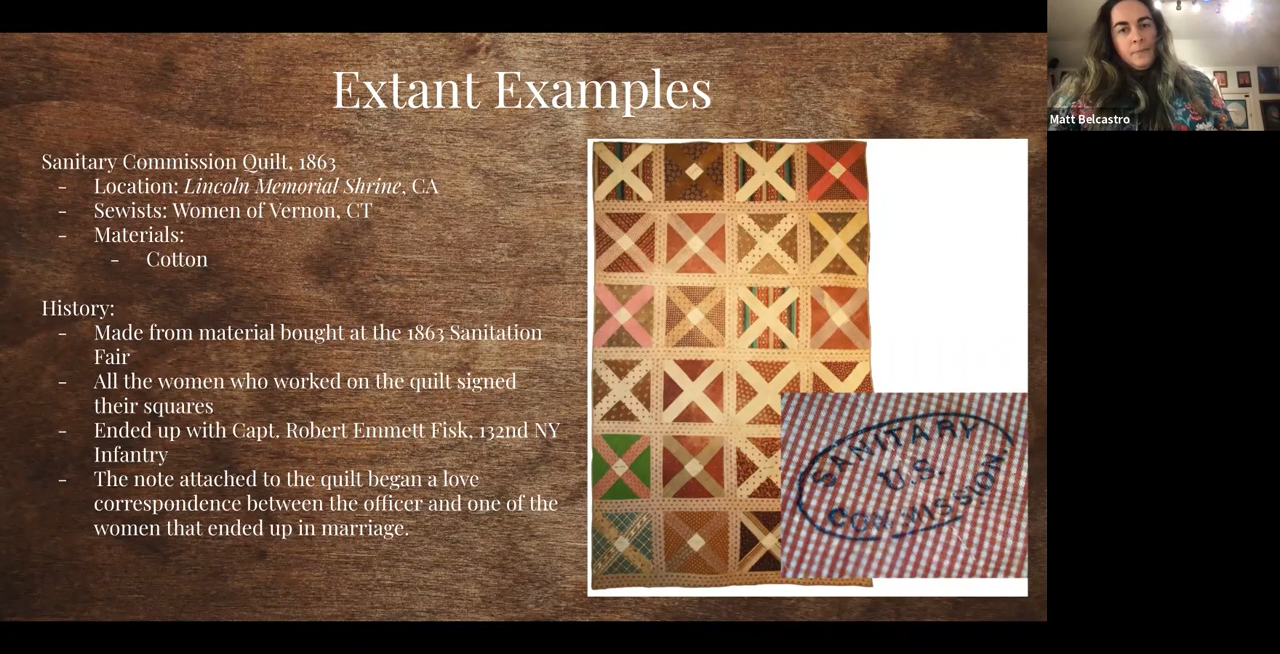 Extant Examples
Sanitary Commission Quilt, 1863
- Location: Lincoln Memorial Shrine, CA
- Sewists: Women of Vernon, CT
- Materials:
- Cotton
History:
- Made from material bought at the 1863 Sanitation
Fair
- All the women who worked on the quilt signed
their squares
- Ended up with Capt. Robert Emmett Fisk, 132nd NY
Infantry
- The note attached to the quilt began a love
correspondence between the officer and one of the
women that ended up in marriage.
SANITARY
U.S.
COMMISSION
Matt Belcastro